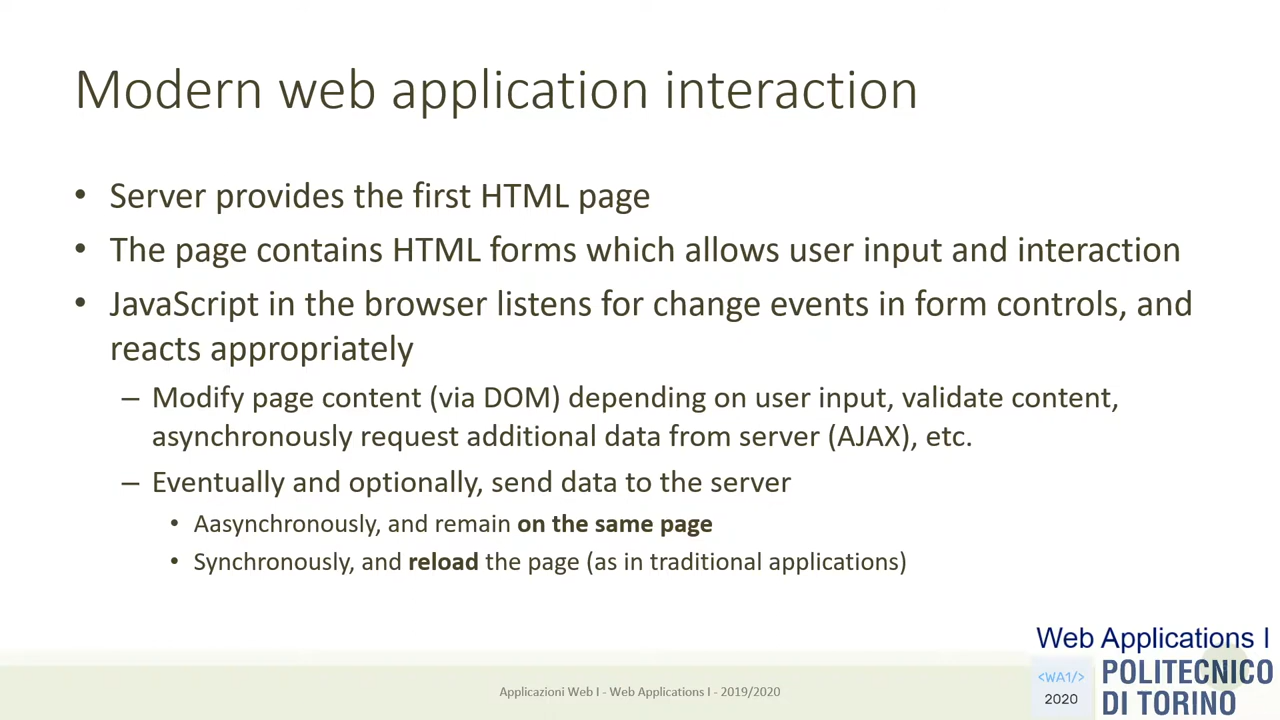 Modern web application interaction
• Server provides the first HTML page
• The page contains HTML forms which allows user input and interaction
• JavaScript in the browser listens for change events in form controls, and
reacts appropriately
– Modify page content (via DOM) depending on user input, validate content,
asynchronously request additional data from server (AJAX), etc.
– Eventually and optionally, send data to the server
• Aasynchronously, and remain on the same page
• Synchronously, and reload the page (as in traditional applications)
Applicazioni Web I - Web Applications I - 2019/2020
Web Applications I
<WA1/>
2020
POLITECNICO
DI TORINO